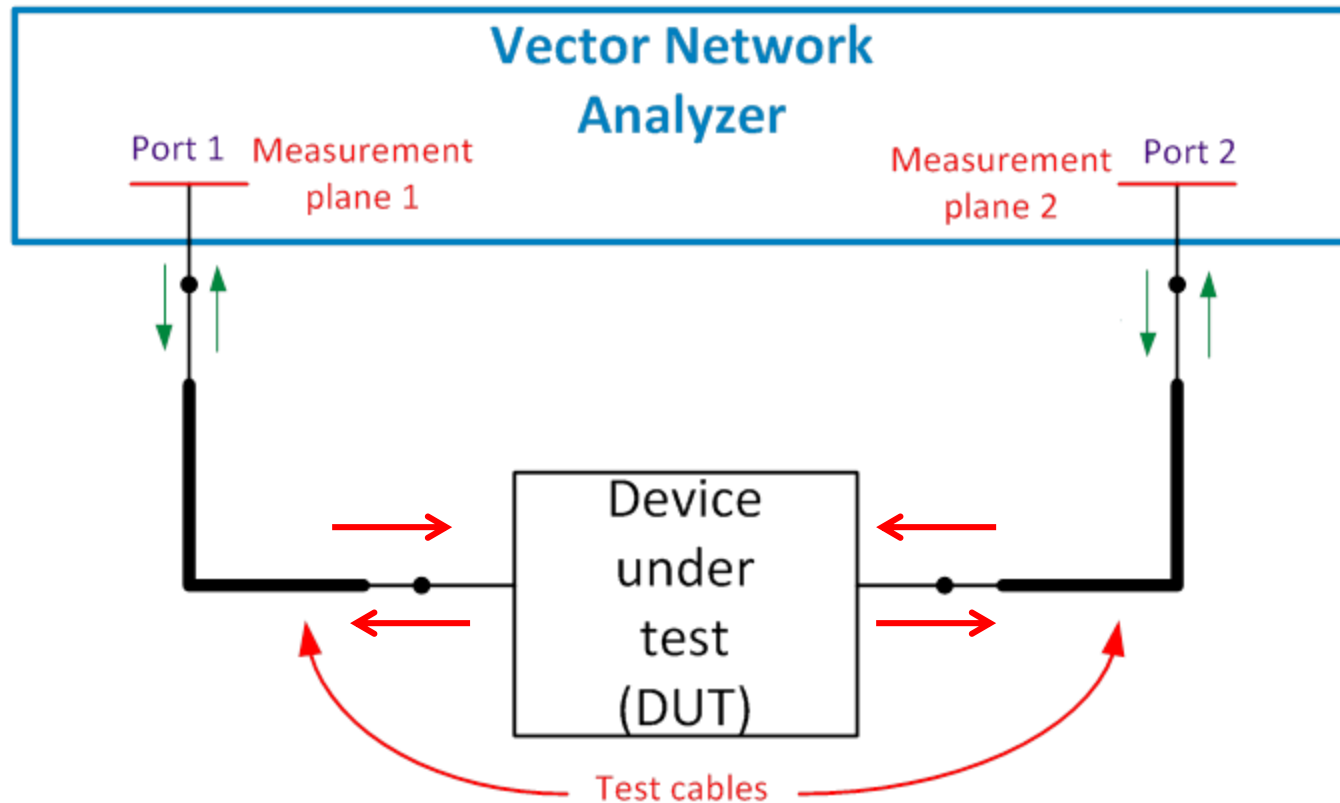 Vector Network
Analyzer
Port 1
Measurement
plane 1
Measurement
plane 2
Port 2
Device
under
test
(DUT)
Test cables